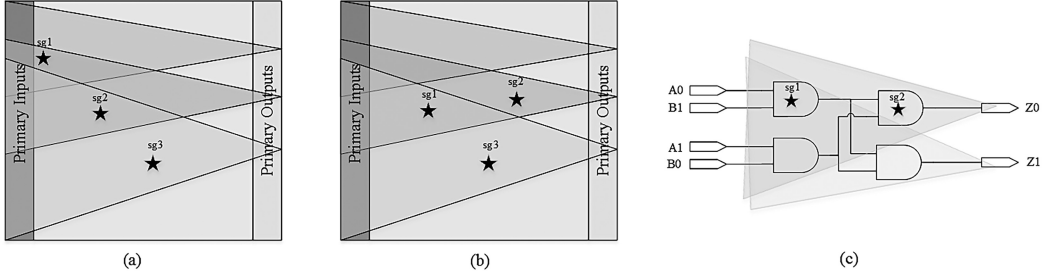 Primary Inputs
sg1
sg2
sg3
Primary Outputs
(a)
Primary Inputs
sg1
sg2
sg3
Primary Outputs
(b)
A0
B1
A1
B0
sg1
sg2
Z0
Z1
(c)